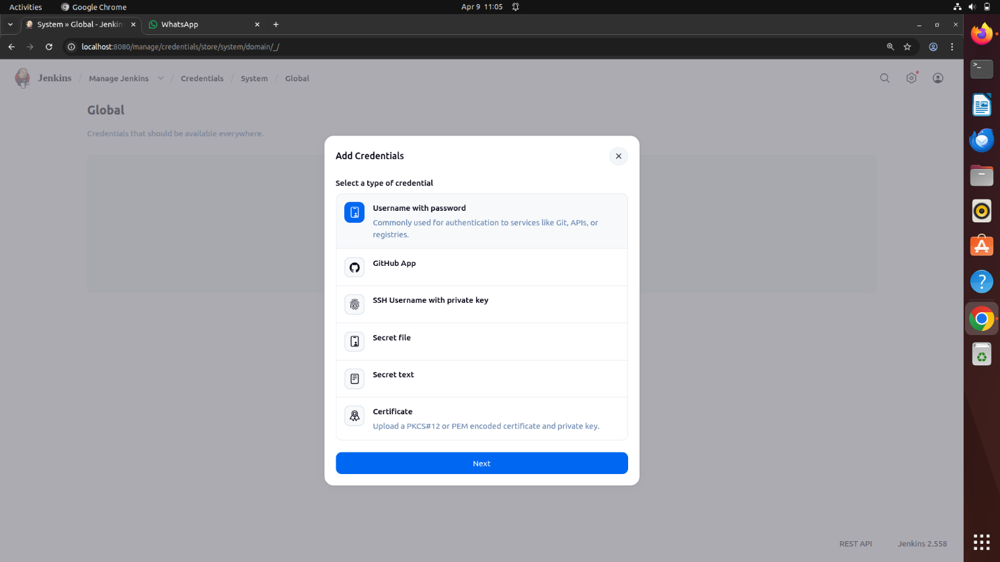 Activities
Google Chrome
Apr 9 11:05
System » Global - Jenkin
WhatsApp
localhost:8080/manage/credentials/store/system/domain/_/
Jenkins / Manage Jenkins / Credentials / System / Global
Global
Credentials that should be available everywhere.
Add Credentials
Select a type of credential
Username with password
Commonly used for authentication to services like Git, APIs, or
registries.
GitHub App
SSH Username with private key
Secret file
Secret text
Certificate
Upload a PKCS#12 or PEM encoded certificate and private key.
Next
REST API
Jenkins 2.558